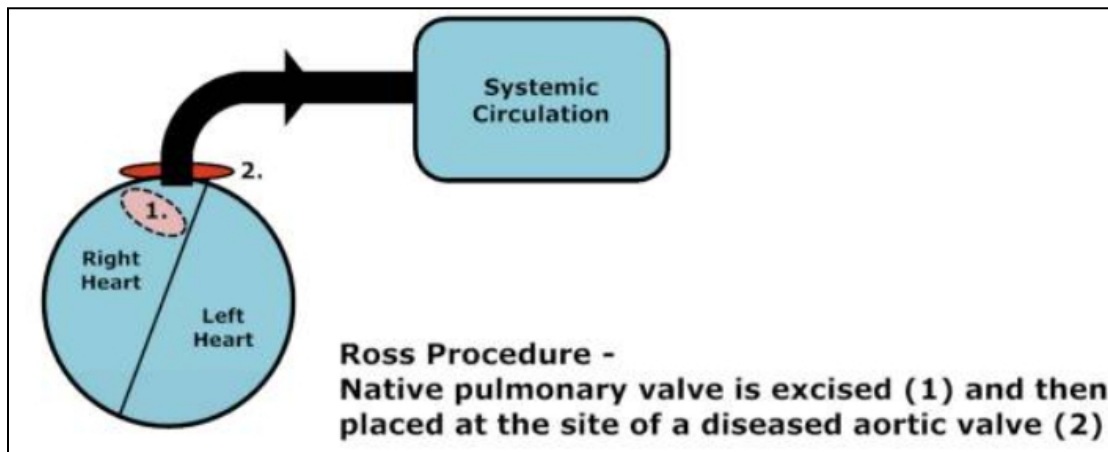 Systemic
Circulation
2.
1.
Right
Heart
Left
Heart
Ross Procedure -
Native pulmonary valve is excised (1) and then
placed at the site of a diseased aortic valve (2)